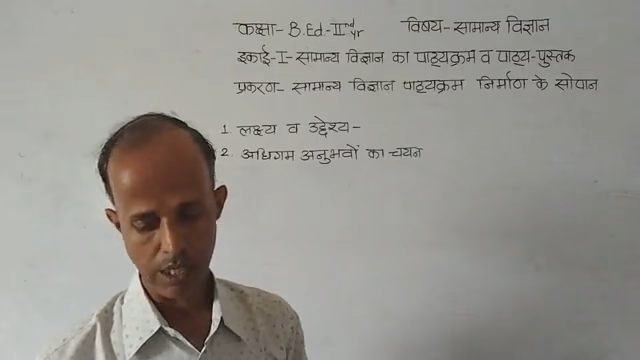 कक्षा- B.Ed.-IInd yr विषय- सामान्य विज्ञान
इकाई-I- सामान्य विज्ञान का पाठ्यक्रम व पाठ्य-पुस्तक
प्रकरण- सामान्य विज्ञान पाठ्यक्रम निर्माण के सोपान
1. लक्ष्य व उद्देश्य-
2. अधिगम अनुभवों का चयन